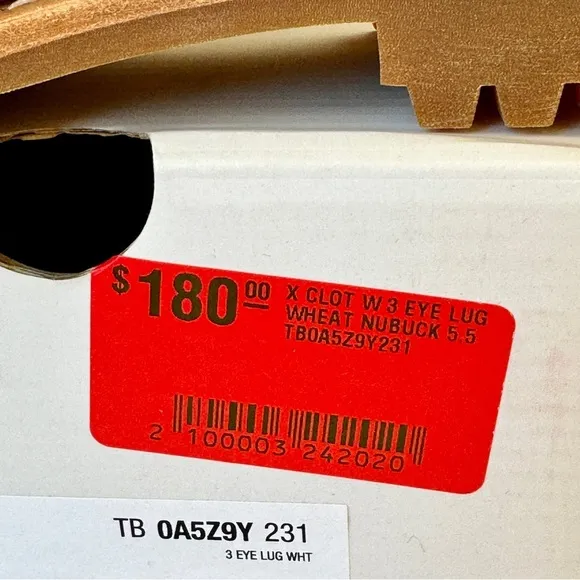 $180.00
X CLOT W 3 EYE LUG
WHEAT NUBUCK 5.5
TB0A5Z9Y231
2 100003 242020
TB 0A5Z9Y 231
3 EYE LUG WHT